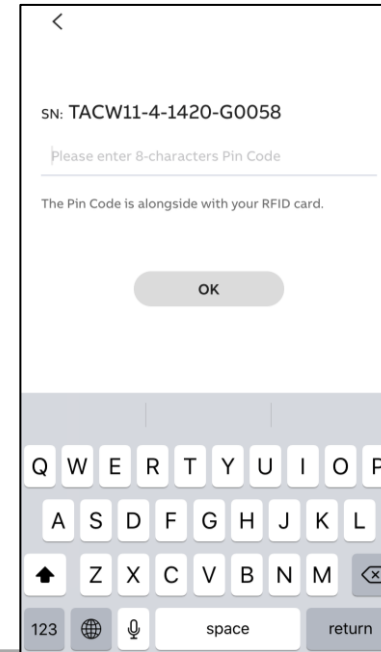 SN: TACW11-4-1420-G0058
Please enter 8-characters Pin Code
The Pin Code is alongside with your RFID card.
OK
Q W E R T Y U I O P
A S D F G H J K L
Z X C V B N M
123 space return